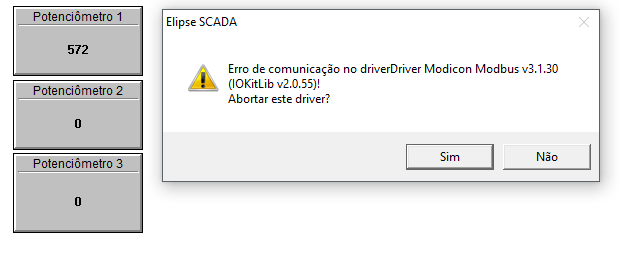 Potenciômetro 1
572
Potenciômetro 2
0
Potenciômetro 3
0
Elipse SCADA
Erro de comunicação no driverDriver Modicon Modbus v3.1.30
(IOKitLib v2.0.55)!
Abortar este driver?
Sim
Não